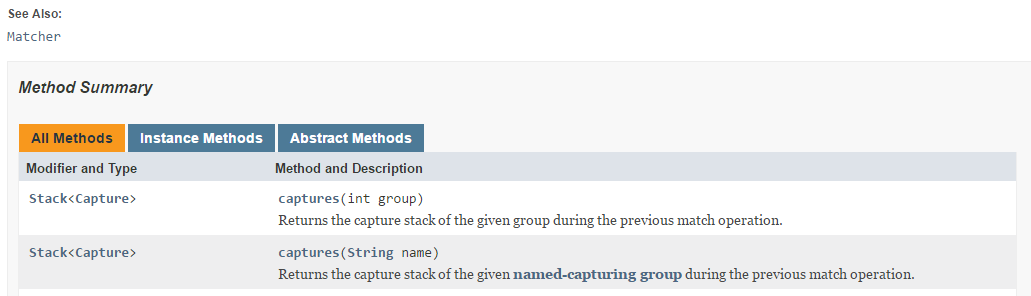 See Also:
Matcher
Method Summary
All Methods Instance Methods Abstract Methods
Modifier and Type Method and Description
Stack<Capture> captures(int group)
Returns the capture stack of the given group during the previous match operation.
Stack<Capture> captures(String name)
Returns the capture stack of the given named-capturing group during the previous match operation.